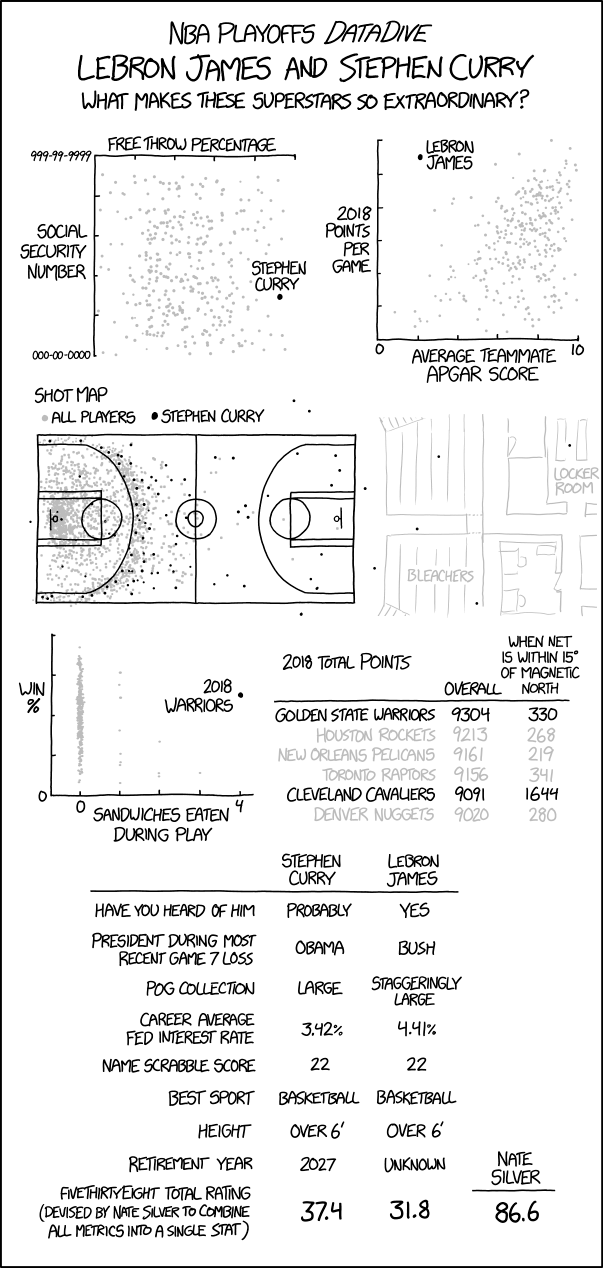 NBA PLAYOFFS DATADIVE
LEBRON JAMES AND STEPHEN CURRY
WHAT MAKES THESE SUPERSTARS SO EXTRAORDINARY?
FREE THROW PERCENTAGE
999-99-9999
SOCIAL
SECURITY
NUMBER
STEPHEN
CURRY
000-00-0000
LEBRON
JAMES
2018
POINTS
PER
GAME
0
10
AVERAGE TEAMMATE
APGAR SCORE
SHOT MAP
ALL PLAYERS
STEPHEN CURRY
LOCKER
ROOM
BLEACHERS
WIN
%
2018
WARRIORS
0
0
4
SANDWICHES EATEN
DURING PLAY
2018 TOTAL POINTS
OVERALL
WHEN NET
IS WITHIN 15°
OF MAGNETIC
NORTH
GOLDEN STATE WARRIORS 9304 330
HOUSTON ROCKETS 9213 268
NEW ORLEANS PELICANS 9161 219
TORONTO RAPTORS 9156 341
CLEVELAND CAVALIERS 9091 1644
DENVER NUGGETS 9020 280
STEPHEN
CURRY
LEBRON
JAMES
HAVE YOU HEARD OF HIM PROBABLY YES
PRESIDENT DURING MOST
RECENT GAME 7 LOSS
OBAMA BUSH
POG COLLECTION LARGE
STAGGERINGLY
LARGE
CAREER AVERAGE
FED INTEREST RATE
3.42% 4.41%
NAME SCRABBLE SCORE 22 22
BEST SPORT BASKETBALL BASKETBALL
HEIGHT OVER 6' OVER 6'
RETIREMENT YEAR 2027 UNKNOWN
NATE
SILVER
FIVETHIRTYEIGHT TOTAL RATING
(DEVISED BY NATE SILVER TO COMBINE
ALL METRICS INTO A SINGLE STAT)
37.4 31.8 86.6